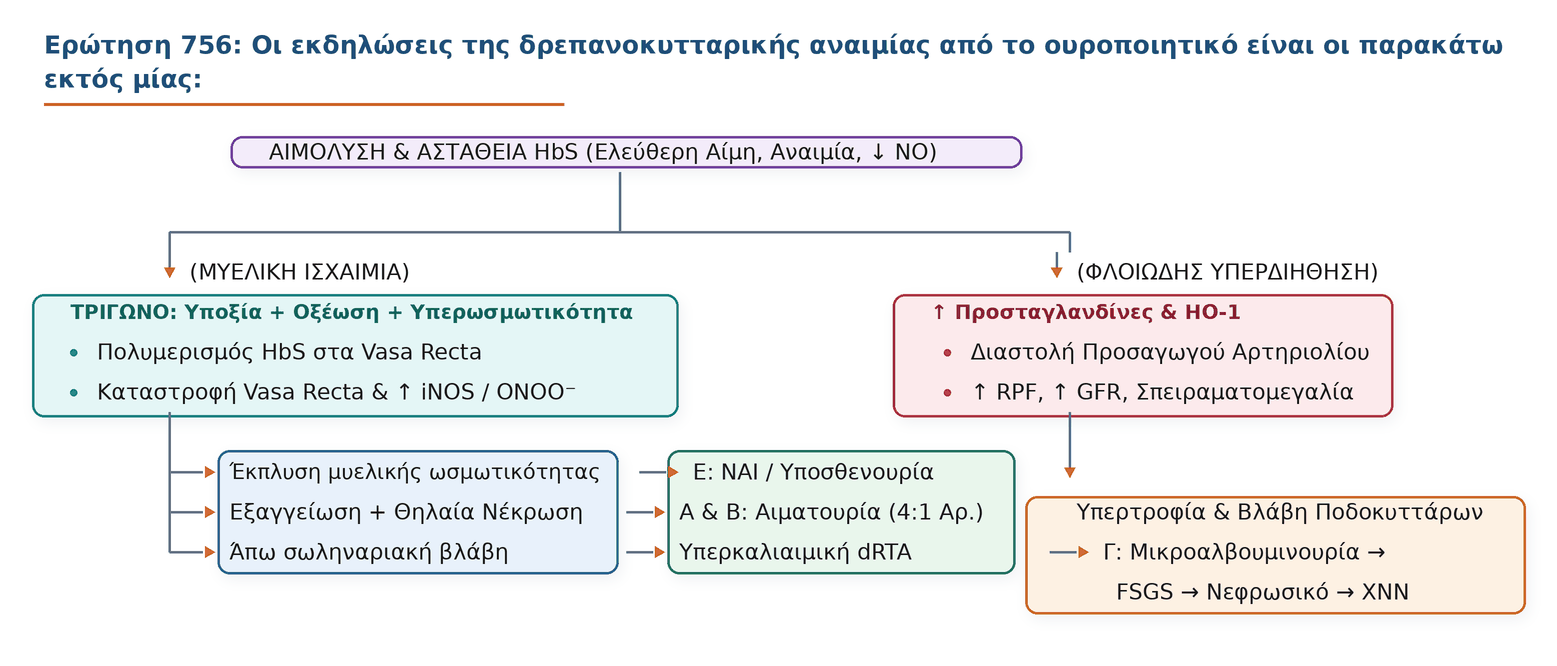 Ερώτηση 756: Οι εκδηλώσεις της δρεπανοκυτταρικής αναιμίας από το ουροποιητικό είναι οι παρακάτω
εκτός μίας:
ΑΙΜΟΛΥΣΗ & ΑΣΤΑΘΕΙΑ HbS (Ελεύθερη Αίμη, Αναιμία, ↓ NO)
(ΜΥΕΛΙΚΗ ΙΣΧΑΙΜΙΑ)
(ΦΛΟΙΩΔΗΣ ΥΠΕΡΔΙΗΘΗΣΗ)
ΤΡΙΓΩΝΟ: Υποξία + Οξέωση + Υπερωσμωτικότητα
• Πολυμερισμός HbS στα Vasa Recta
• Καταστροφή Vasa Recta & ↑ iNOS / ONOO⁻
↑ Προσταγλανδίνες & HO-1
• Διαστολή Προσαγωγού Αρτηριολίου
• ↑ RPF, ↑ GFR, Σπειραματομεγαλία
Έκπλυση μυελικής ωσμωτικότητας
Εξαγγείωση + Θηλαία Νέκρωση
Άπω σωληναριακή βλάβη
Ε: ΝΑΙ / Υποσθενουρία
Α & Β: Αιματουρία (4:1 Αρ.)
Υπερκαλιαιμική dRTA
Υπερτροφία & Βλάβη Ποδοκυττάρων
Γ: Μικροαλβουμινουρία →
FSGS → Νεφρωσικό → ΧΝΝ